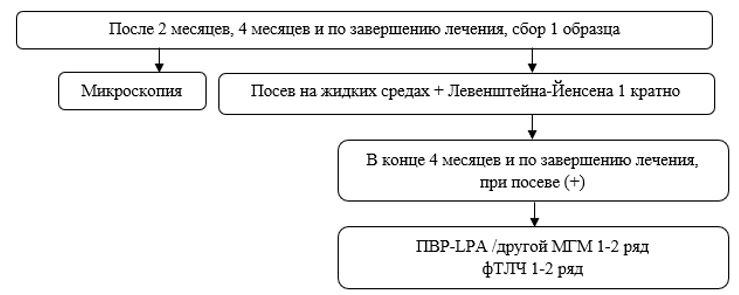 После 2 месяцев, 4 месяцев и по завершению лечения, сбор 1 образца
Микроскопия
Посев на жидких средах + Левенштейна-Йенсена 1 кратно
В конце 4 месяцев и по завершению лечения,
при посеве (+)
ПВР-LPA /другой МГМ 1-2 ряд
фТЛЧ 1-2 ряд